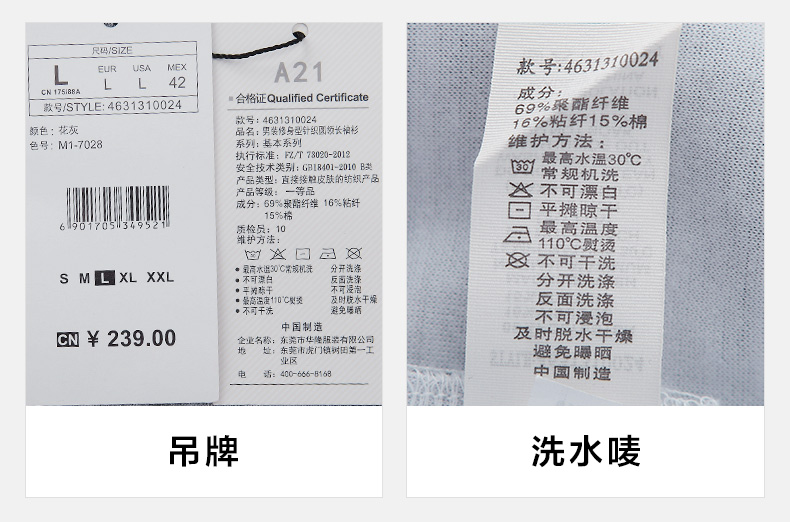 尺码/SIZE
L
CN 175/88A
EUR
L
USA
L
MEX
42
款号/STYLE: 4631310024
颜色: 花灰
色号: M1-7028
6 901705 349521
S M L XL XXL
CN ¥ 239.00
A21
合格证Qualified Certificate
款号: 4631310024
品名: 男装修身型针织圆领长袖衫
系列: 基本系列
执行标准: FZ/T 73020-2012
安全技术类别: GB18401-2010 B类
产品类型: 直接接触皮肤的纺织产品
产品等级: 一等品
成分: 69%聚酯纤维 16%粘纤
15%棉
质检员: 10
维护方法:
•最高水温30℃常规机洗 分开洗涤
•不可漂白 反面洗涤
•平摊晾干 不可浸泡
•最高温度110℃熨烫 及时脱水干燥
•不可干洗 避免曝晒
中国制造
企业名称: 东莞市华隆服装有限公司
地 址: 东莞市虎门镇树田第一工
业区
电 话: 400-666-8168
吊牌
款号:4631310024
成分:
69%聚酯纤维
16%粘纤15%棉
维护方法:
30
最高水温30℃
常规机洗
不可漂白
平摊晾干
最高温度
110℃熨烫
不可干洗
分开洗涤
反面洗涤
不可浸泡
及时脱水干燥
避免曝晒
中国制造
洗水唛